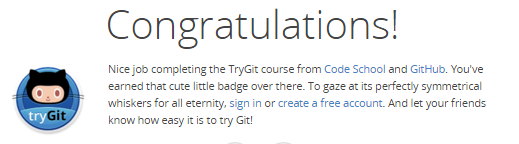 Congratulations!
Nice job completing the TryGit course from Code School and GitHub. You've
earned that cute little badge over there. To gaze at its perfectly symmetrical
whiskers for all eternity, sign in or create a free account. And let your friends
know how easy it is to try Git!
tryGit